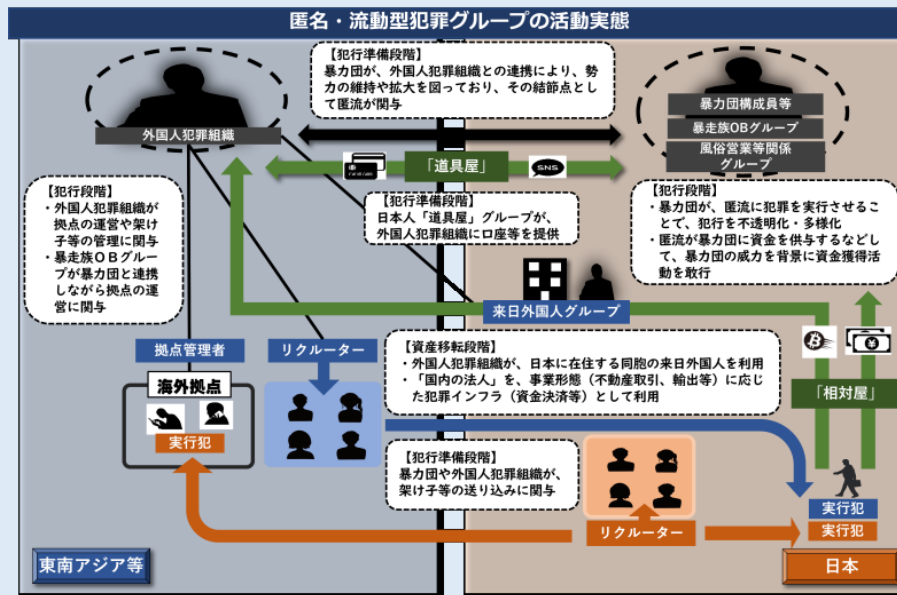 匿名・流動型犯罪グループの活動実態
【犯行準備段階】
暴力団が、外国人犯罪組織との連携により、勢
力の維持や拡大を図っており、その結節点とし
て匿流が関与
外国人犯罪組織
暴力団構成員等
暴走族OBグループ
風俗営業等関係
グループ
「道具屋」
SNS
【犯行段階】
・外国人犯罪組織が
拠点の運営や架け
子等の管理に関与
・暴走族OBグルー
プが暴力団と連携
しながら拠点の運
営に関与
【犯行準備段階】
日本人「道具屋」グループが、
外国人犯罪組織に口座等を提供
【犯行段階】
・暴力団が、匿流に犯罪を実行させるこ
とで、犯行を不透明化・多様化
・匿流が暴力団に資金を供与するなどし
て、暴力団の威力を背景に資金獲得活
動を敢行
来日外国人グループ
拠点管理者
リクルーター
【資産移転段階】
・外国人犯罪組織が、日本に在住する同胞の来日外国人を利用
・「国内の法人」を、事業形態（不動産取引、輸出等）に応じ
た犯罪インフラ（資金決済等）として利用
海外拠点
実行犯
「相対屋」
【犯行準備段階】
暴力団や外国人犯罪組織が、
架け子等の送り込みに関与
リクルーター
実行犯
実行犯
東南アジア等
日本